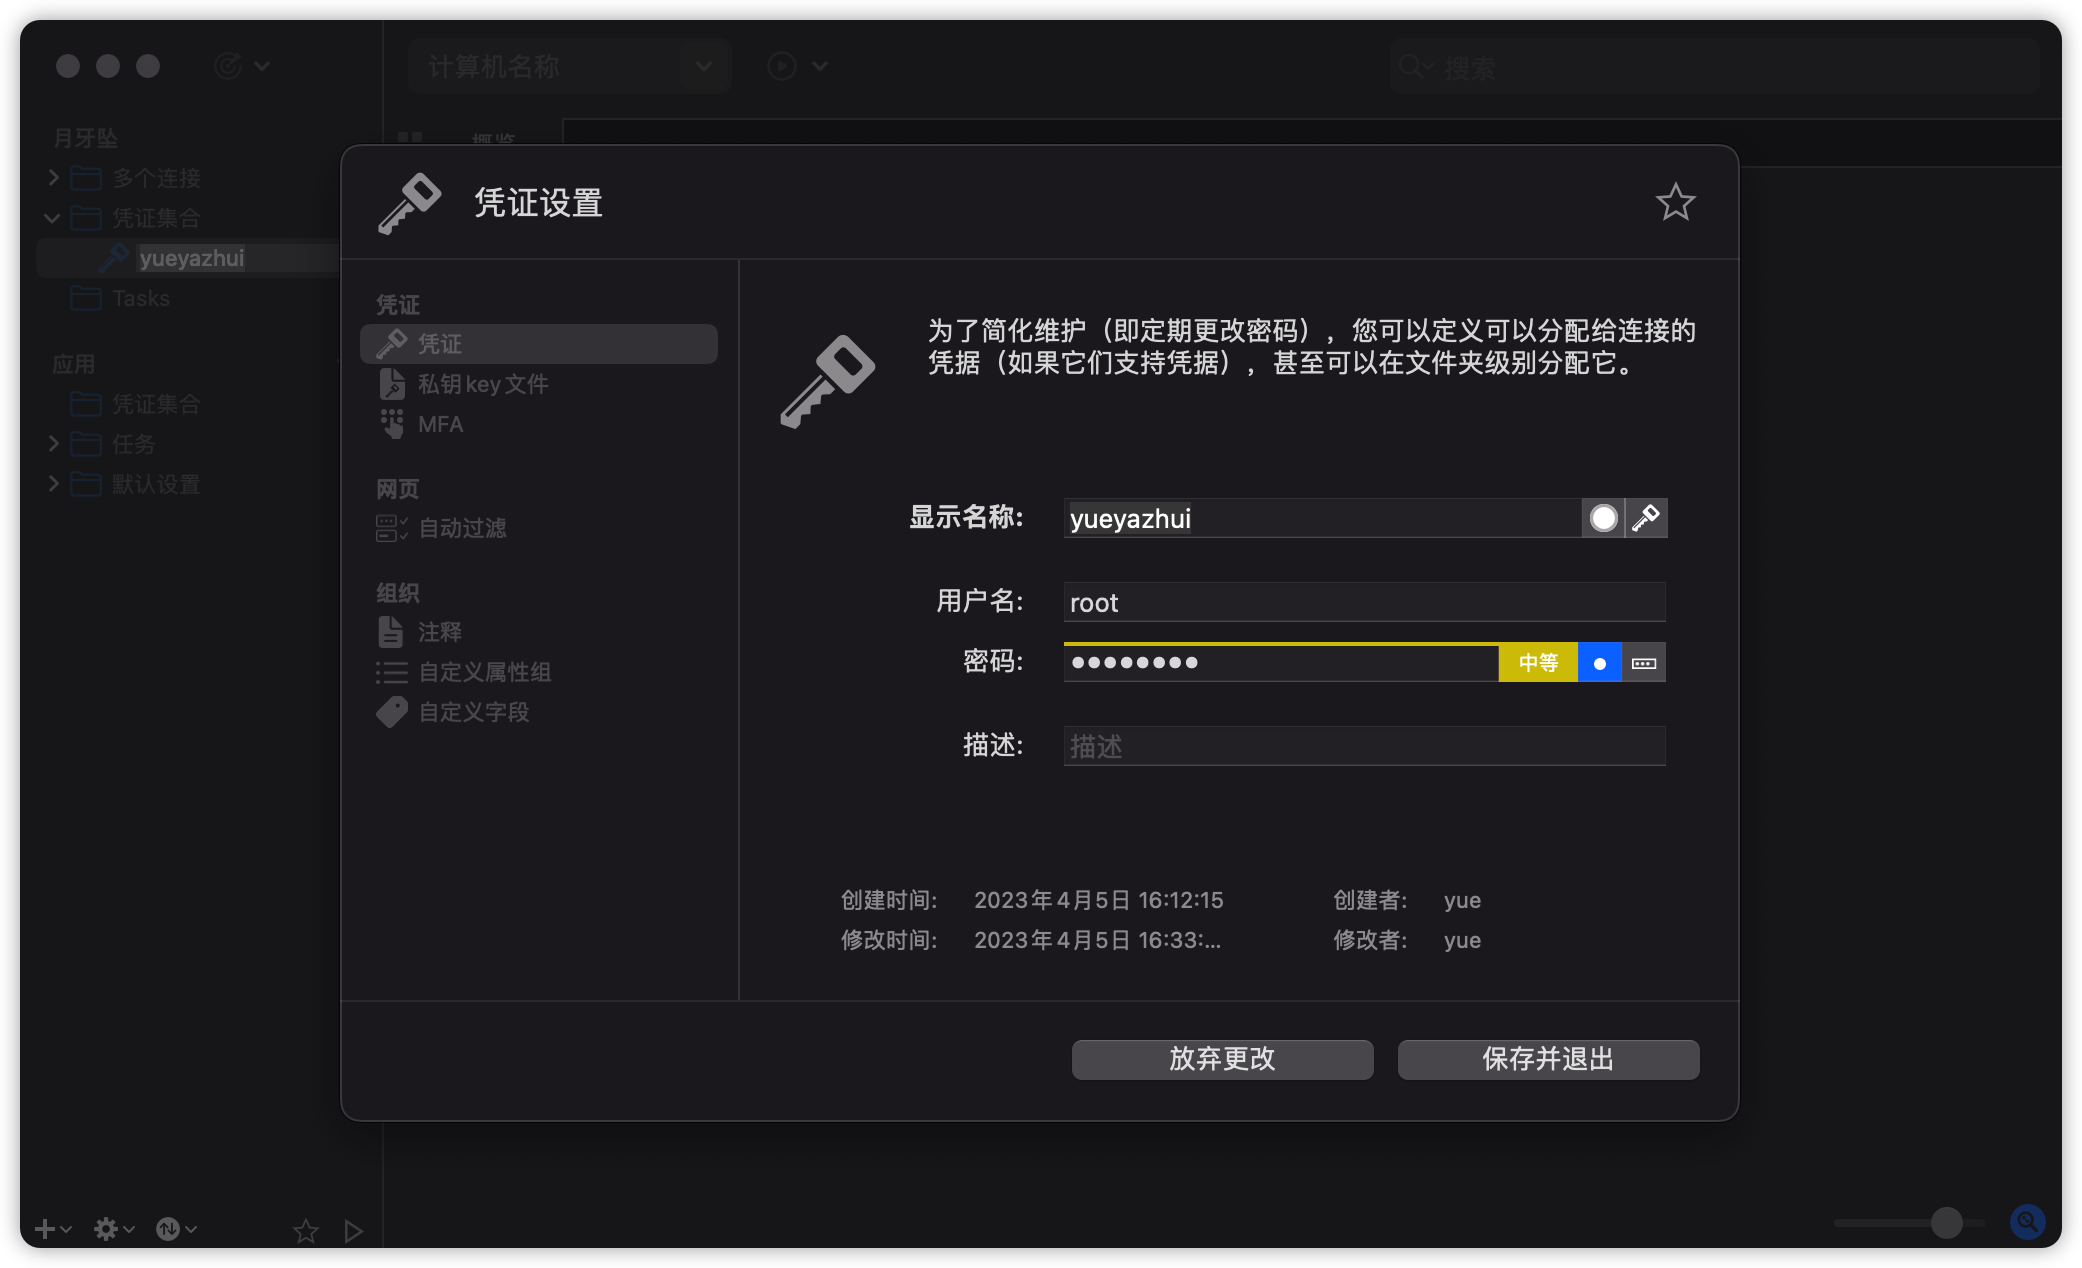 计算机名称
搜索
月牙坠
多个连接
凭证集合
yueyazhui
Tasks
应用
凭证集合
任务
默认设置
概览
凭证设置
凭证
凭证
私钥key文件
MFA
网页
自动过滤
组织
注释
自定义属性组
自定义字段
为了简化维护（即定期更改密码），您可以定义可以分配给连接的
凭据（如果它们支持凭据），甚至可以在文件夹级别分配它。
显示名称: yueyazhui
用户名: root
密码: ●●●●●●●● 中等
描述: 描述
创建时间: 2023年4月5日 16:12:15 创建者: yue
修改时间: 2023年4月5日 16:33:... 修改者: yue
放弃更改 保存并退出